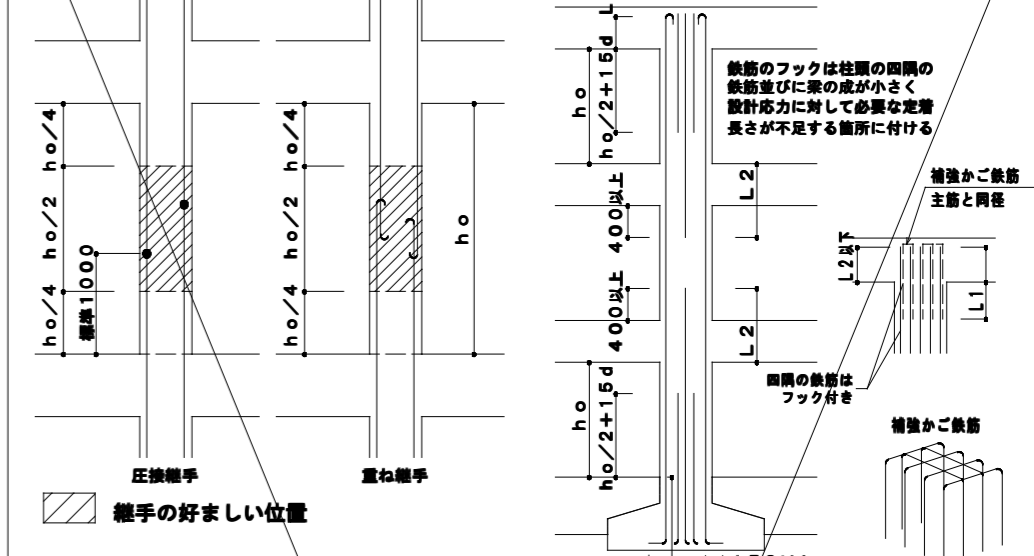 ho/4
ho/2
ho/4
標準1000
圧接継手
ho/4
ho/2
ho/4
ho
重ね継手
継手の好ましい位置
ho
ho/2+15d
L
400以上
400以上
L2
L2
ho
ho/2+15d
鉄筋のフックは柱頭の四隅の
鉄筋並びに梁の成が小さく
設計応力に対して必要な定着
長さが不足する箇所に付ける
補強かご鉄筋
主筋と同径
L2以下
L1
四隅の鉄筋は
フック付き
補強かご鉄筋